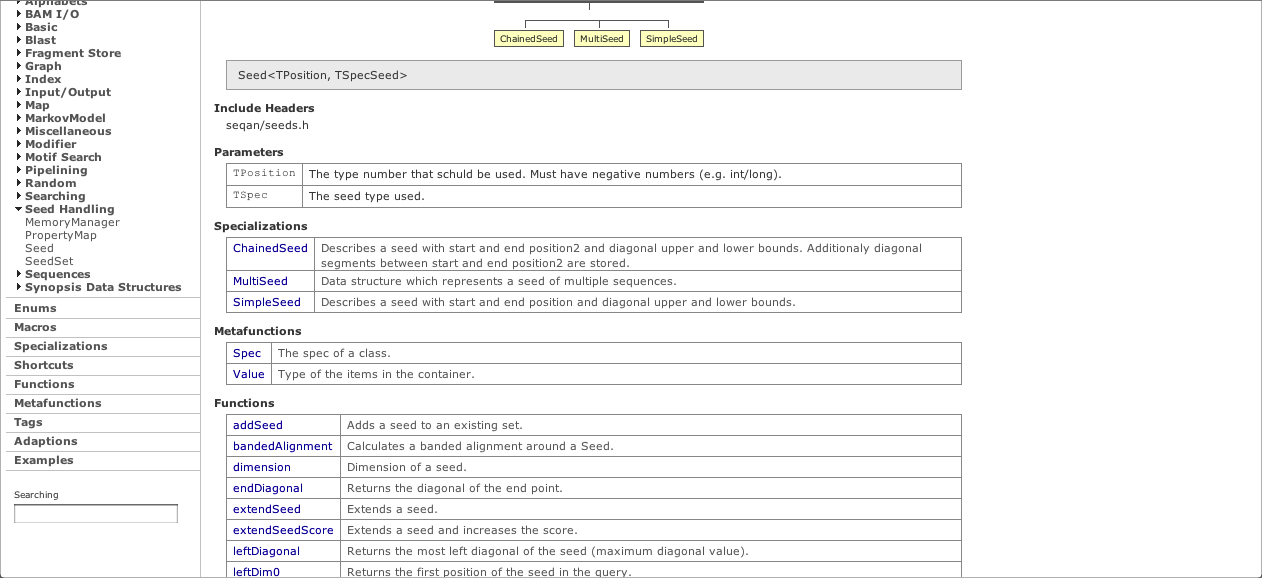 Alphabets
BAM I/O
Basic
Blast
Fragment Store
Graph
Index
Input/Output
Map
MarkovModel
Miscellaneous
Modifier
Motif Search
Pipelining
Random
Searching
Seed Handling
MemoryManager
PropertyMap
Seed
SeedSet
Sequences
Synopsis Data Structures
Enums
Macros
Specializations
Shortcuts
Functions
Metafunctions
Tags
Adaptions
Examples
Searching
ChainedSeed MultiSeed SimpleSeed
Seed<TPosition, TSpecSeed>
Include Headers
seqan/seeds.h
Parameters
TPosition The type number that schuld be used. Must have negative numbers (e.g. int/long).
TSpec The seed type used.
Specializations
ChainedSeed Describes a seed with start and end position2 and diagonal upper and lower bounds. Additionaly diagonal
segments between start and end position2 are stored.
MultiSeed Data structure which represents a seed of multiple sequences.
SimpleSeed Describes a seed with start and end position and diagonal upper and lower bounds.
Metafunctions
Spec The spec of a class.
Value Type of the items in the container.
Functions
addSeed Adds a seed to an existing set.
bandedAlignment Calculates a banded alignment around a Seed.
dimension Dimension of a seed.
endDiagonal Returns the diagonal of the end point.
extendSeed Extends a seed.
extendSeedScore Extends a seed and increases the score.
leftDiagonal Returns the most left diagonal of the seed (maximum diagonal value).
leftDim0 Returns the first position of the seed in the query.